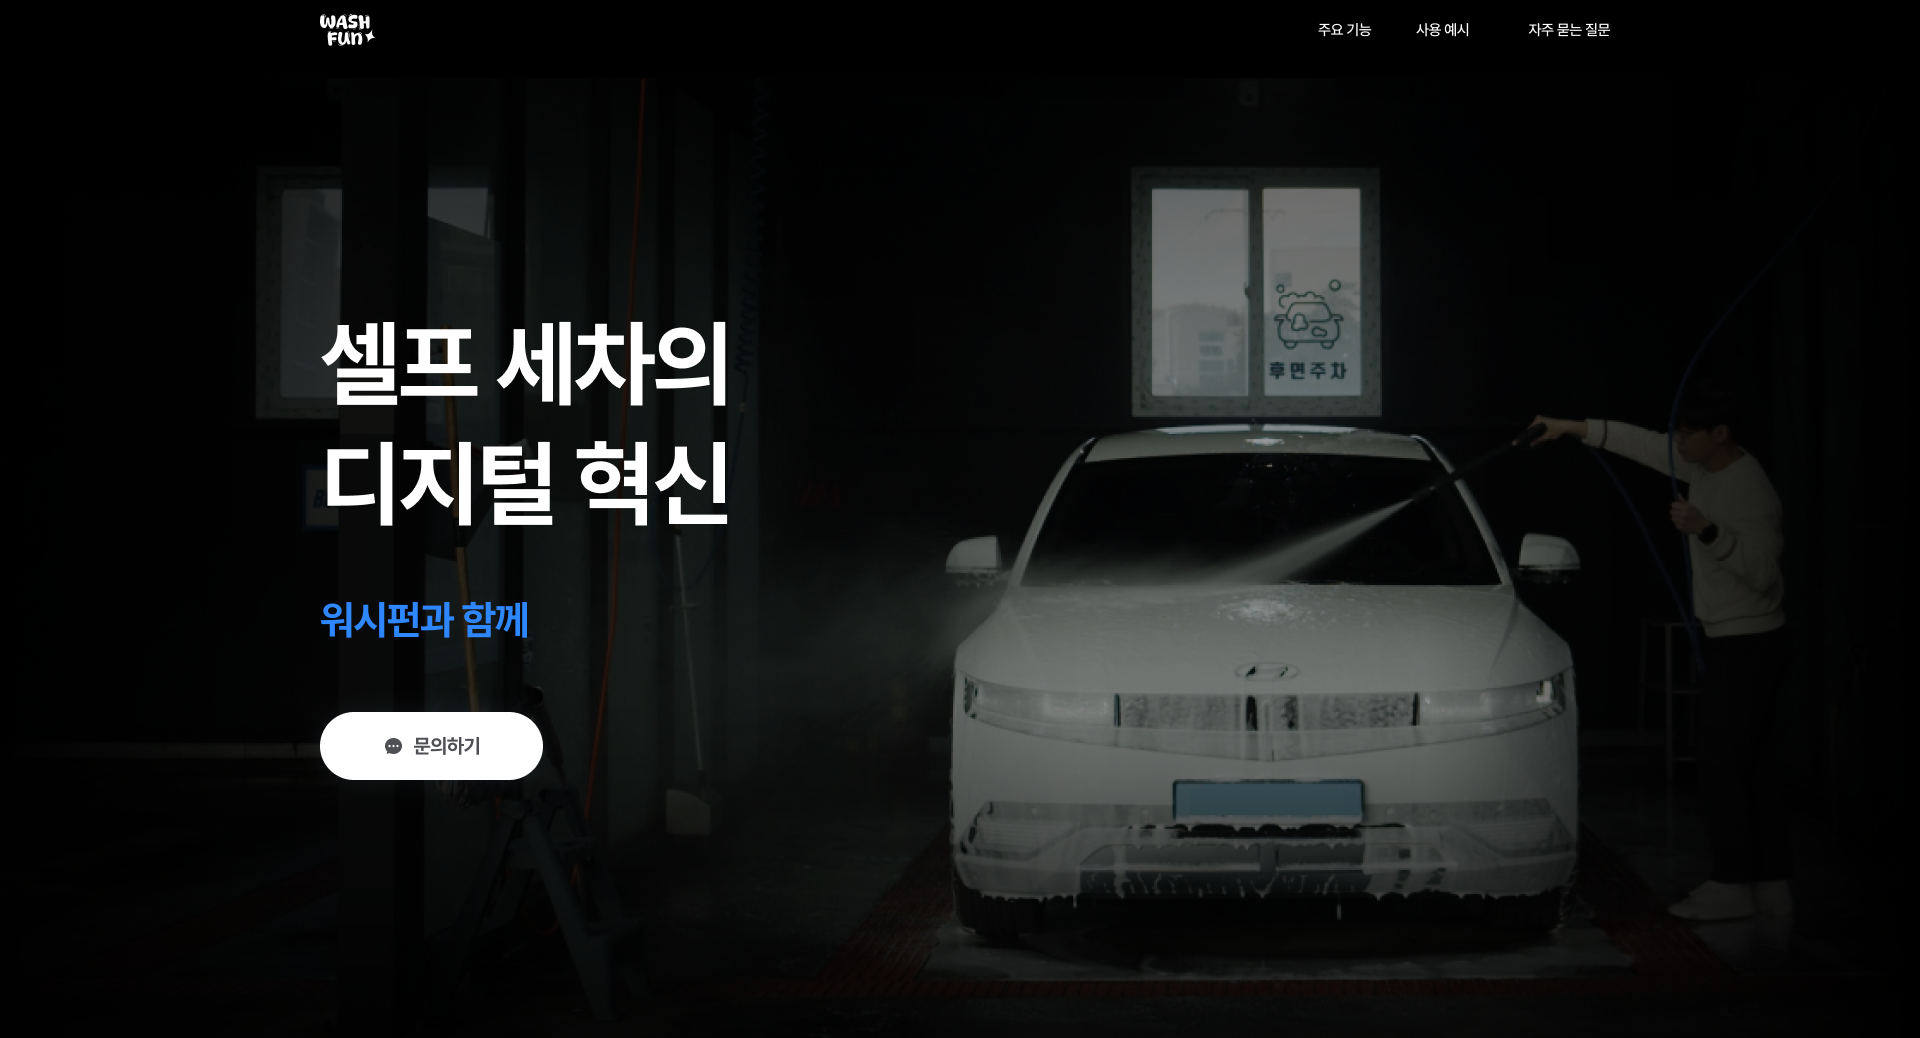 WASH
FUN
주요 기능
사용 예시
자주 묻는 질문
후면주차
셀프 세차의
디지털 혁신
워시펀과 함께
문의하기